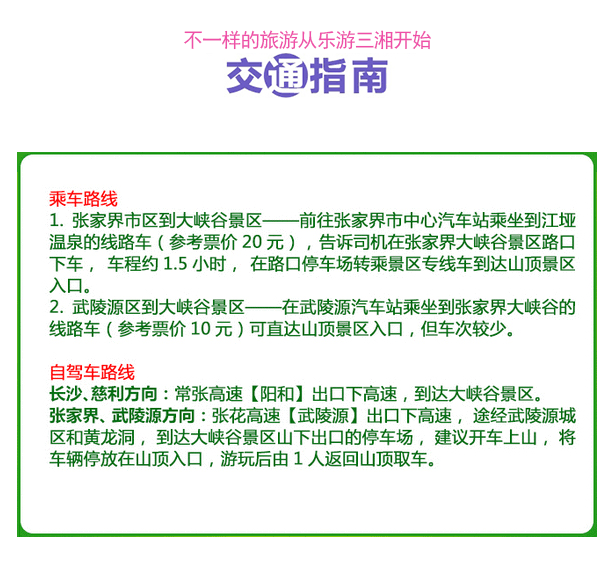 不一样的旅游从乐游三湘开始
交通指南
乘车路线
1. 张家界市区到大峡谷景区——前往张家界市中心汽车站乘坐到江垭
温泉的线路车（参考票价 20 元），告诉司机在张家界大峡谷景区路口
下车， 车程约 1.5 小时， 在路口停车场转乘景区专线车到达山顶景区
入口。
2. 武陵源区到大峡谷景区——在武陵源汽车站乘坐到张家界大峡谷的
线路车（参考票价 10 元）可直达山顶景区入口，但车次较少。
自驾车路线
长沙、慈利方向：常张高速【阳和】出口下高速，到达大峡谷景区。
张家界、武陵源方向：张花高速【武陵源】出口下高速， 途经武陵源城
区和黄龙洞， 到达大峡谷景区山下出口的停车场， 建议开车上山， 将
车辆停放在山顶入口，游玩后由 1 人返回山顶取车。